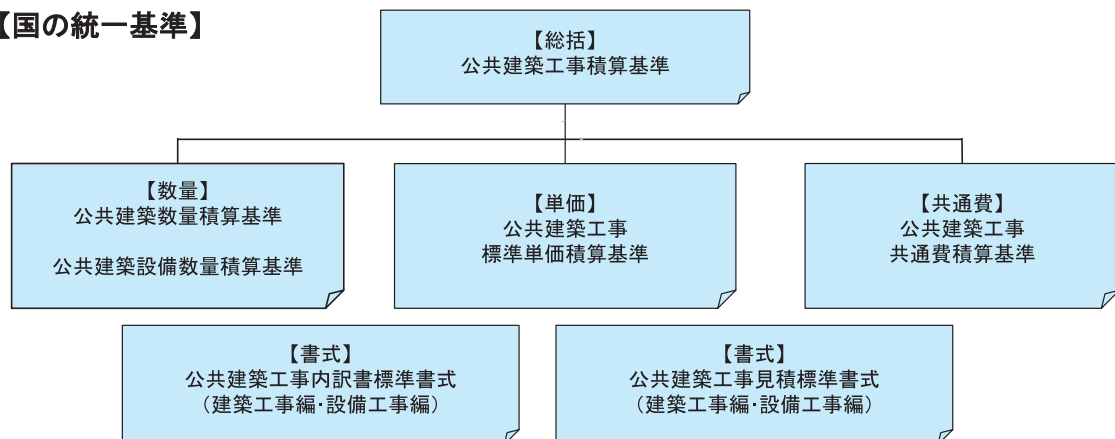 【国の統一基準】
【総括】
公共建築工事積算基準
【数量】
公共建築数量積算基準
公共建築設備数量積算基準
【単価】
公共建築工事
標準単価積算基準
【共通費】
公共建築工事
共通費積算基準
【書式】
公共建築工事内訳書標準書式
（建築工事編・設備工事編）
【書式】
公共建築工事見積標準書式
（建築工事編・設備工事編）